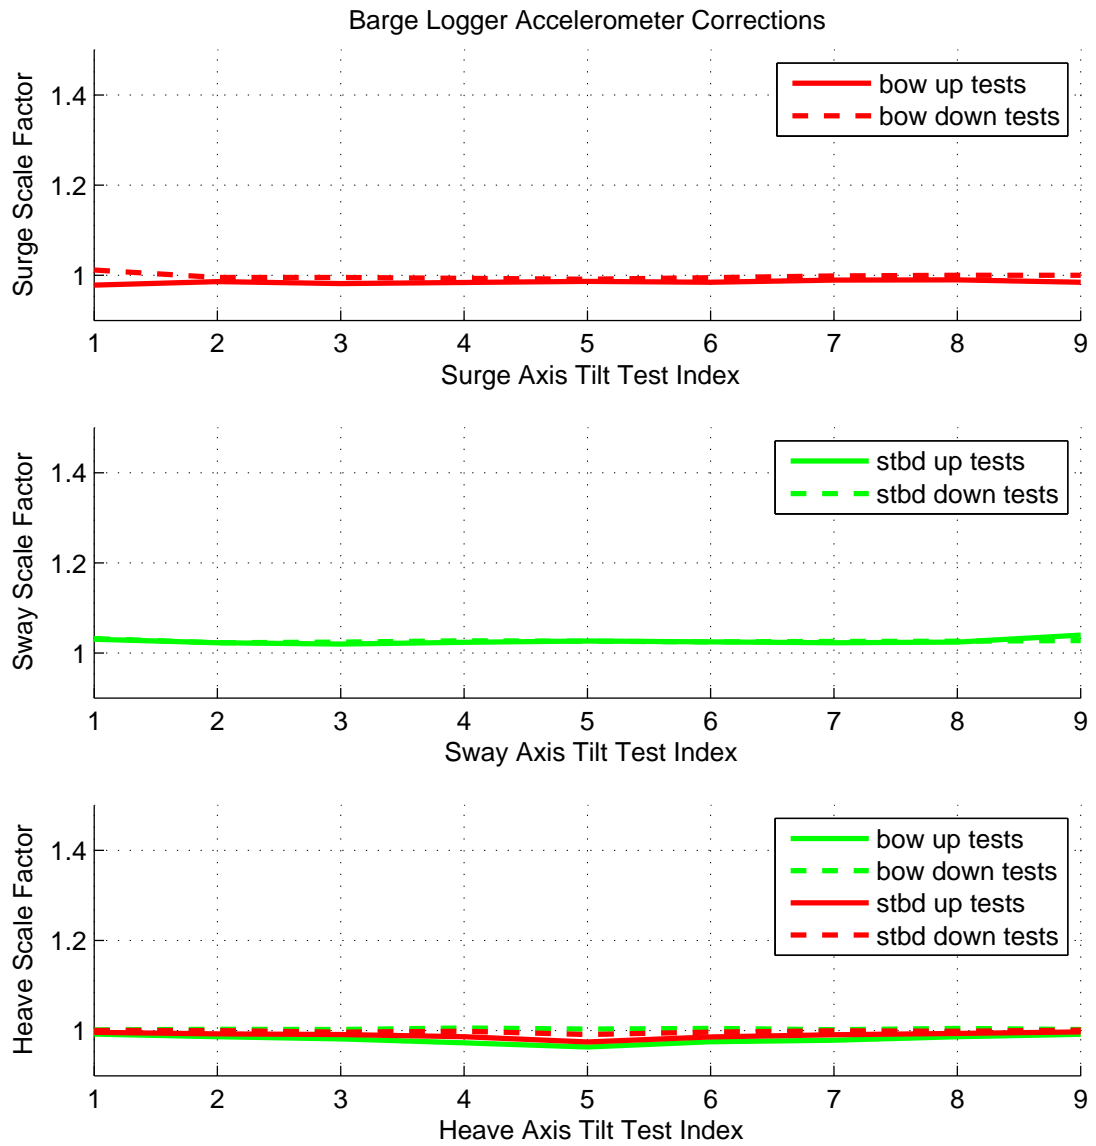 Barge Logger Accelerometer Corrections
Surge Scale Factor
1.4
1.2
1
bow up tests
bow down tests
1 2 3 4 5 6 7 8 9
Surge Axis Tilt Test Index
Sway Scale Factor
1.4
1.2
1
stbd up tests
stbd down tests
1 2 3 4 5 6 7 8 9
Sway Axis Tilt Test Index
Heave Scale Factor
1.4
1.2
1
bow up tests
bow down tests
stbd up tests
stbd down tests
1 2 3 4 5 6 7 8 9
Heave Axis Tilt Test Index